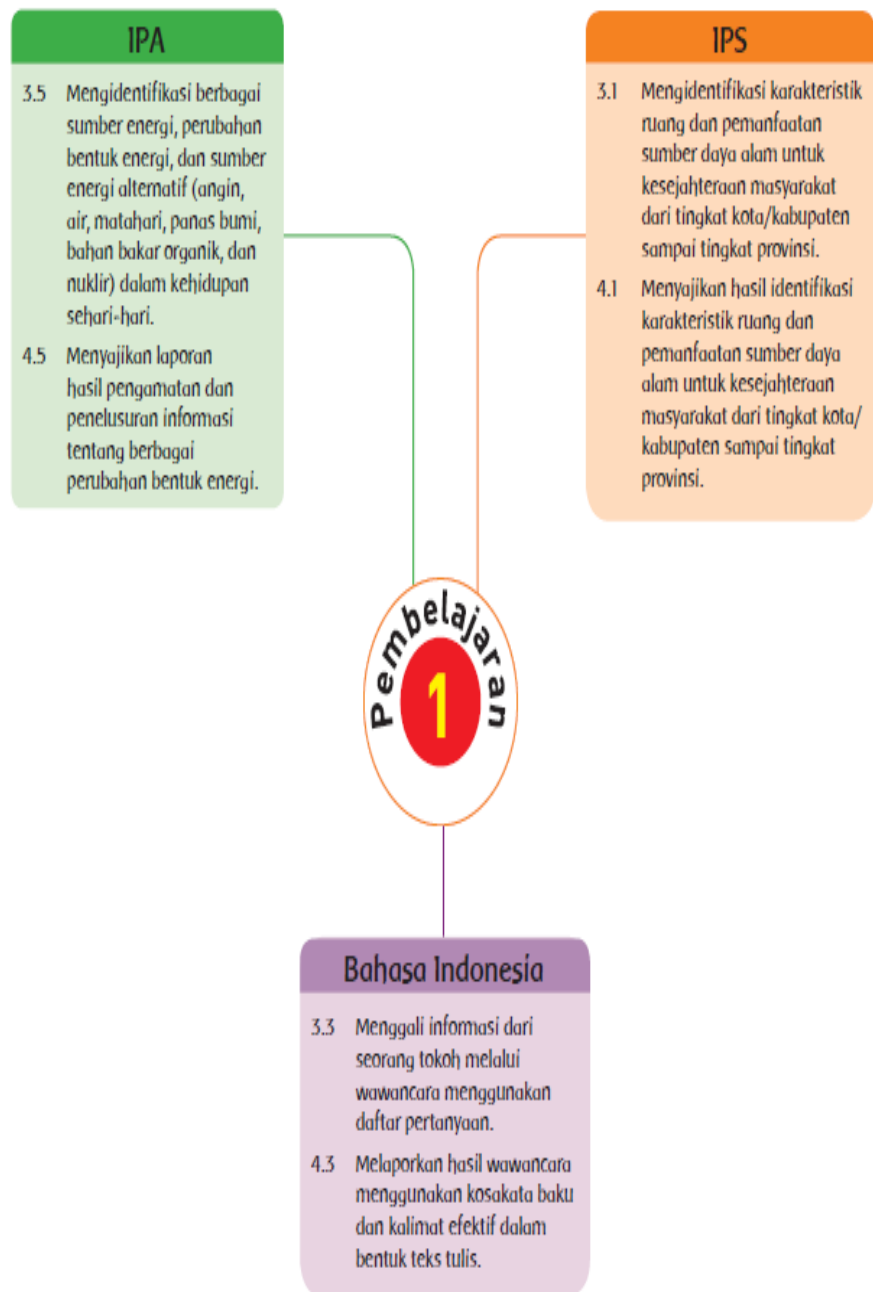 IPA
3.5 Mengidentifikasi berbagai
sumber energi, perubahan
bentuk energi, dan sumber
energi alternatif (angin,
air, matahari, panas bumi,
bahan bakar organik, dan
nuklir) dalam kehidupan
sehari-hari.
4.5 Menyajikan laporan
hasil pengamatan dan
penelusuran informasi
tentang berbagai
perubahan bentuk energi.
IPS
3.1 Mengidentifikasi karakteristik
ruang dan pemanfaatan
sumber daya alam untuk
kesejahteraan masyarakat
dari tingkat kota/kabupaten
sampai tingkat provinsi.
4.1 Menyajikan hasil identifikasi
karakteristik ruang dan
pemanfaatan sumber daya
alam untuk kesejahteraan
masyarakat dari tingkat kota/
kabupaten sampai tingkat
provinsi.
Pembelajaran
1
Bahasa Indonesia
3.3 Menggali informasi dari
seorang tokoh melalui
wawancara menggunakan
daftar pertanyaan.
4.3 Melaporkan hasil wawancara
menggunakan kosakata baku
dan kalimat efektif dalam
bentuk teks tulis.